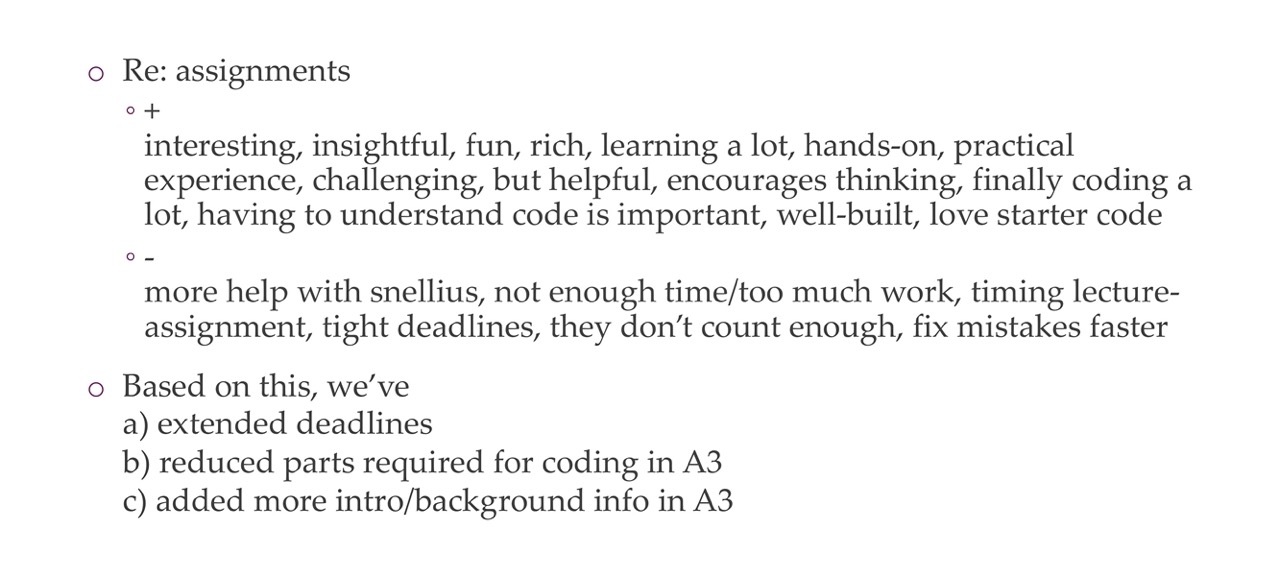 Re: assignments
+
interesting, insightful, fun, rich, learning a lot, hands-on, practical
experience, challenging, but helpful, encourages thinking, finally coding a
lot, having to understand code is important, well-built, love starter code
-
more help with snellius, not enough time/too much work, timing lecture-
assignment, tight deadlines, they don’t count enough, fix mistakes faster
Based on this, we’ve
a) extended deadlines
b) reduced parts required for coding in A3
c) added more intro/background info in A3